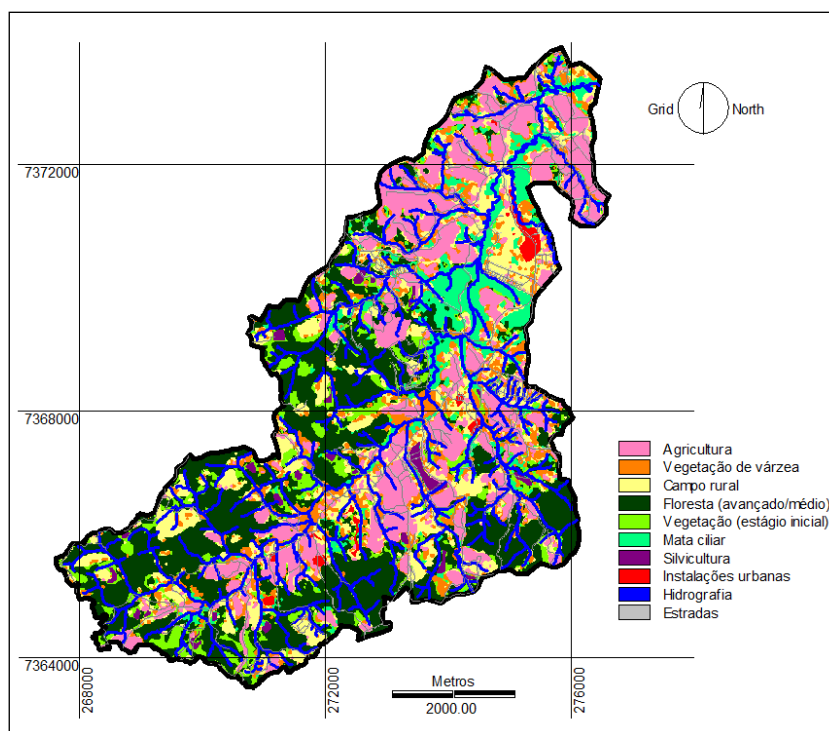 Grid North
7372000
7368000
7364000
268000
272000
276000
Metros
2000.00
Agricultura
Vegetação de várzea
Campo rural
Floresta (avançado/médio)
Vegetação (estágio inicial)
Mata ciliar
Silvicultura
Instalações urbanas
Hidrografia
Estradas